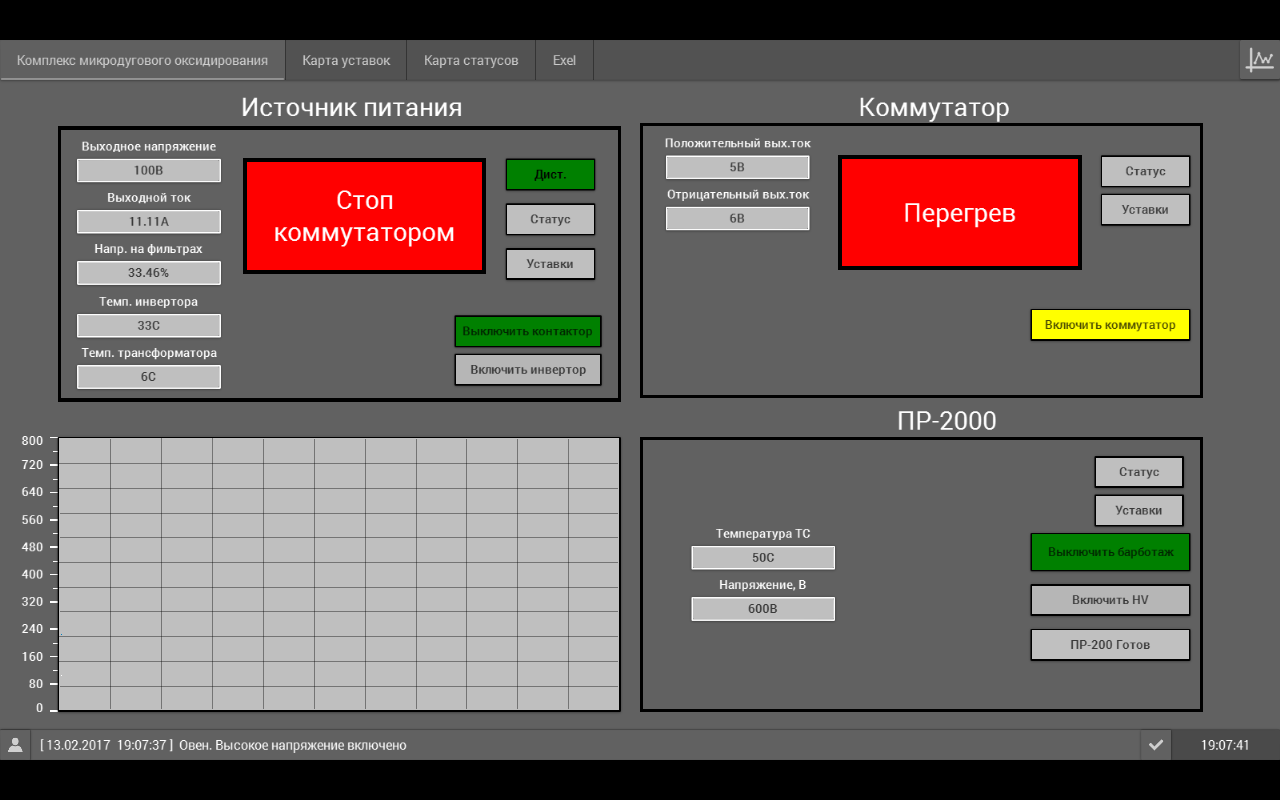 Комплекс микродугового оксидирования
Карта уставок
Карта статусов
Exel
Источник питания
Выходное напряжение
100В
Выходной ток
11.11А
Напр. на фильтрах
33.46%
Темп. инвертора
33С
Темп. трансформатора
6С
Стоп
коммутатором
Дист.
Статус
Уставки
Выключить контактор
Включить инвертор
Коммутатор
Положительный вых.ток
5В
Отрицательный вых.ток
6В
Перегрев
Статус
Уставки
Включить коммутатор
800
720
640
560
480
400
320
240
160
80
0
ПР-2000
Температура ТС
50С
Напряжение, В
600В
Статус
Уставки
Выключить барботаж
Включить HV
ПР-200 Готов
[ 13.02.2017 19:07:37 ] Овен. Высокое напряжение включено
19:07:41